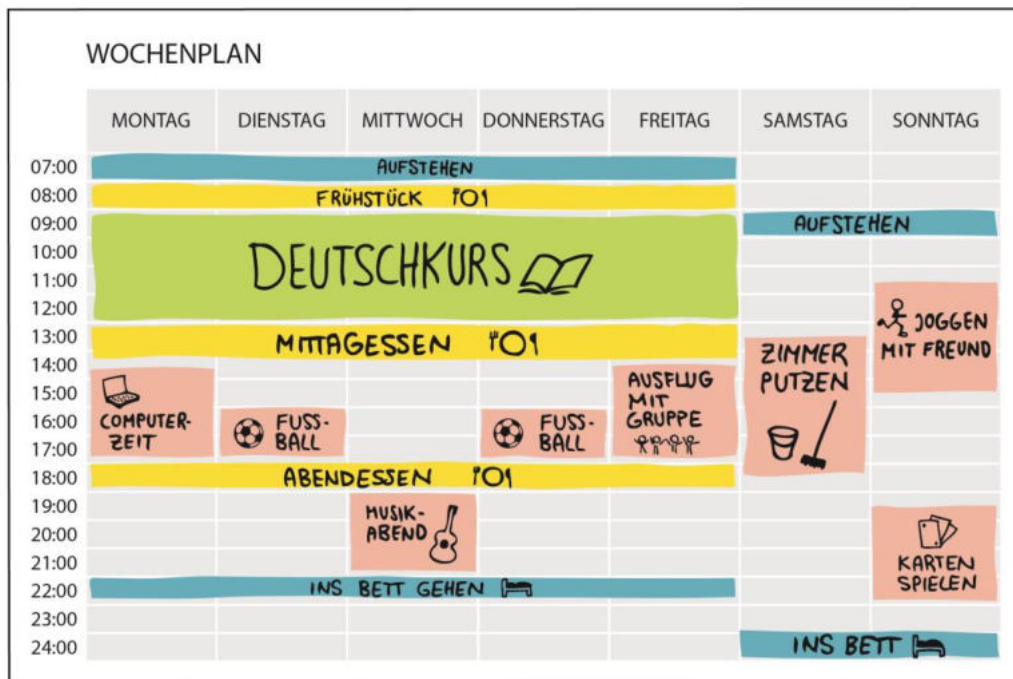 WOCHENPLAN
MONTAG DIENSTAG MITTWOCH DONNERSTAG FREITAG SAMSTAG SONNTAG
07:00 AUFSTEHEN
08:00 FRÜHSTÜCK
09:00 AUFSTEHEN
10:00
DEUTSCHKURS
11:00
12:00
JOGGEN
MIT FREUND
13:00 MITTAGESSEN
ZIMMER
PUTZEN
14:00
15:00
COMPUTER-
ZEIT
AUSFLUG
MIT
GRUPPE
16:00
FUSS-
BALL
FUSS-
BALL
17:00
18:00 ABENDESSEN
19:00
MUSIK-
ABEND
20:00
21:00
KARTEN
SPIELEN
22:00 INS BETT GEHEN
23:00
24:00 INS BETT